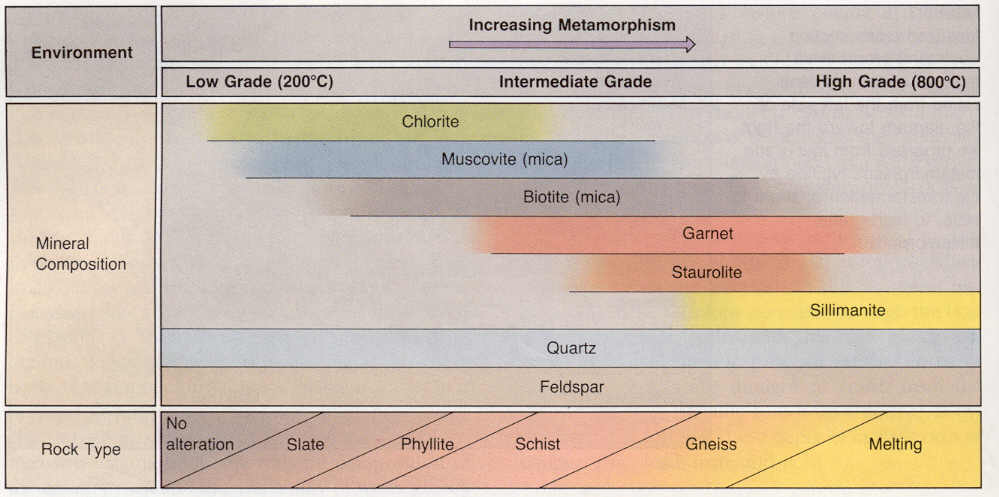 Environment
Increasing Metamorphism
Low Grade (200°C) Intermediate Grade High Grade (800°C)
Mineral
Composition
Chlorite
Muscovite (mica)
Biotite (mica)
Garnet
Staurolite
Sillimanite
Quartz
Feldspar
Rock Type
No
alteration
Slate
Phyllite
Schist
Gneiss
Melting